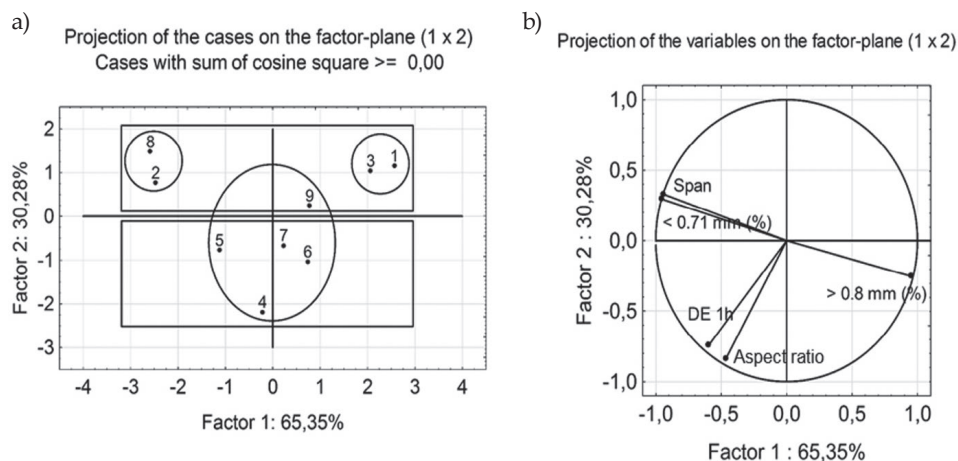 a)
Projection of the cases on the factor-plane (1 x 2)
Cases with sum of cosine square >= 0,00
Factor 2: 30,28%
2
1
0
-1
-2
-3
8
2
3
1
9
5
7
6
4
-4 -3 -2 -1 0 1 2 3 4
Factor 1: 65,35%
b)
Projection of the variables on the factor-plane (1 x 2)
Factor 2 : 30,28%
1,0
0,5
0,0
-0,5
-1,0
Span
< 0.71 mm (%)
> 0.8 mm (%)
DE 1h
Aspect ratio
-1,0 -0,5 0,0 0,5 1,0
Factor 1 : 65,35%